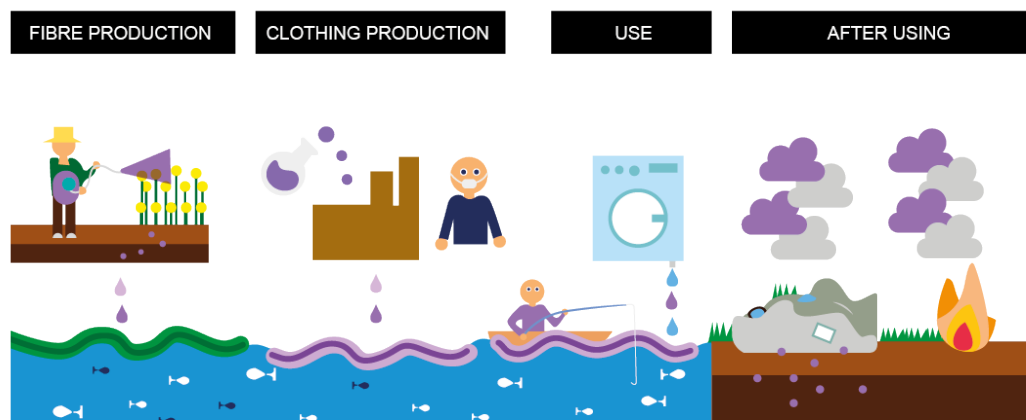 FIBRE PRODUCTION
CLOTHING PRODUCTION
USE
AFTER USING